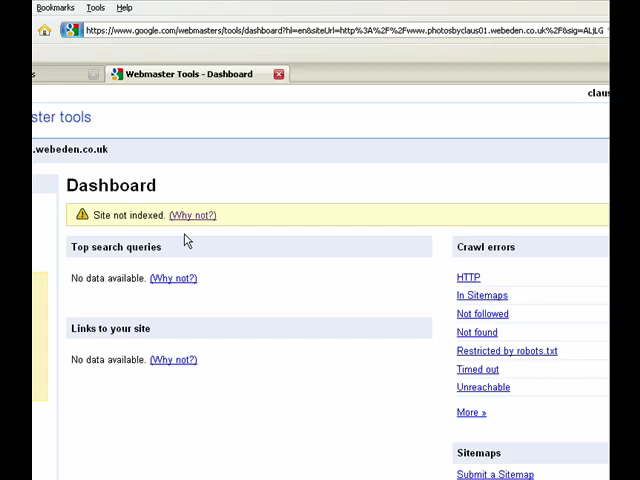 Bookmarks Tools Help
https://www.google.com/webmasters/tools/dashboard?hl=en&siteUrl=http%3A%2F%2Fwww.photosbyclaus01.webeden.co.uk%2F&sig=ALjLG
s Webmaster Tools - Dashboard
claus
ster tools
.webeden.co.uk
Dashboard
Site not indexed. (Why not?)
Top search queries
No data available. (Why not?)
Links to your site
No data available. (Why not?)
Crawl errors
HTTP
In Sitemaps
Not followed
Not found
Restricted by robots.txt
Timed out
Unreachable
More »
Sitemaps
Submit a Sitemap